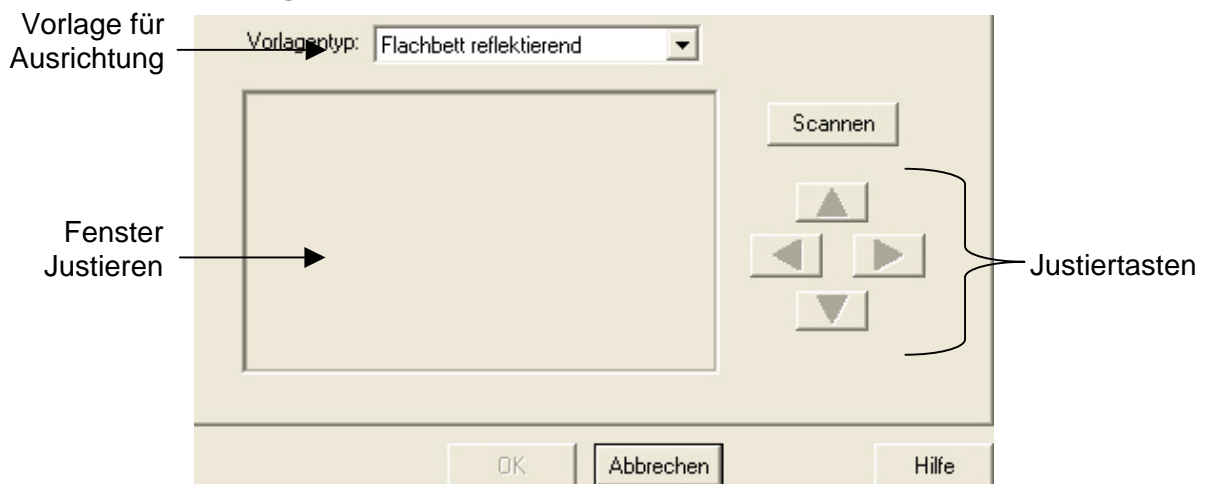 Vorlage für
Ausrichtung
Vorlagentyp: Flachbett reflektierend
Scannen
Fenster
Justieren
Justiertasten
OK Abbrechen Hilfe